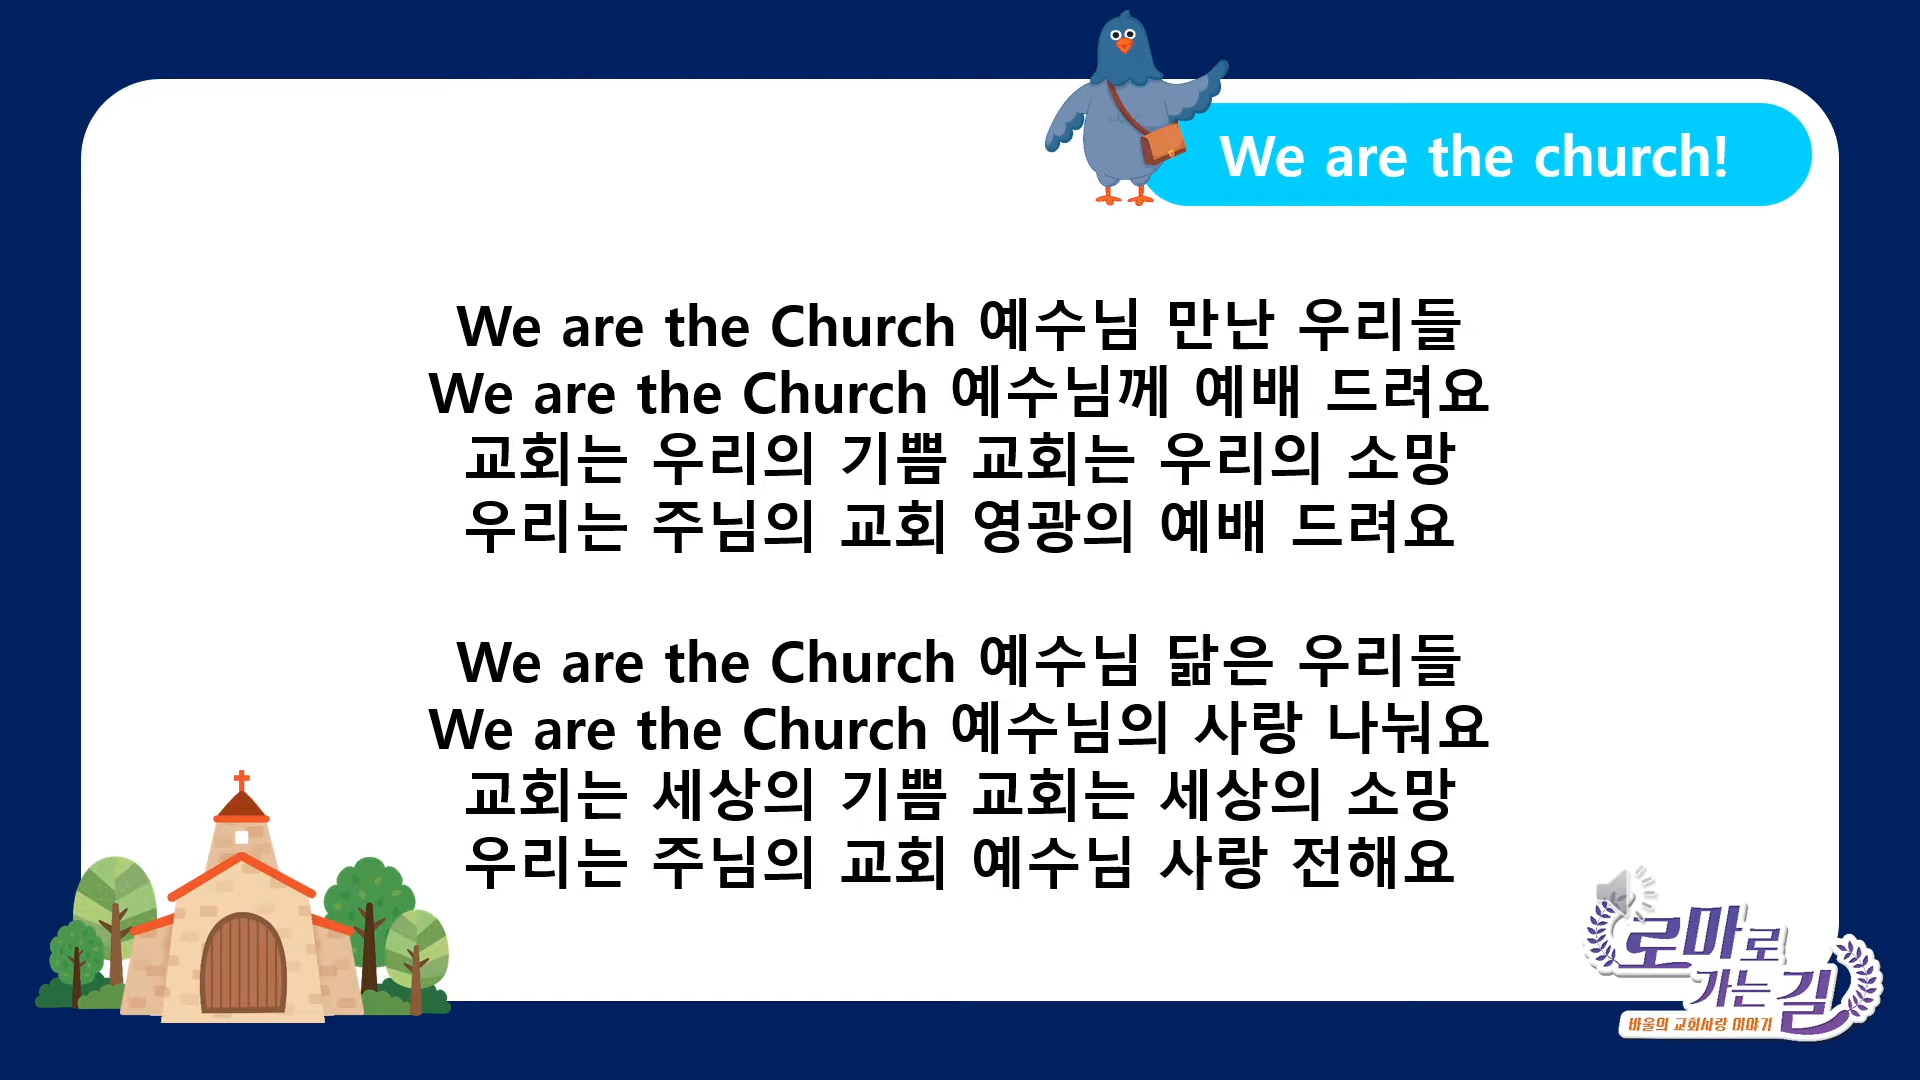 We are the church!
We are the Church 예수님 만난 우리들
We are the Church 예수님께 예배 드려요
교회는 우리의 기쁨 교회는 우리의 소망
우리는 주님의 교회 영광의 예배 드려요
We are the Church 예수님 닮은 우리들
We are the Church 예수님의 사랑 나눠요
교회는 세상의 기쁨 교회는 세상의 소망
우리는 주님의 교회 예수님 사랑 전해요
로마로
가는 길
바울의 교회사랑 이야기